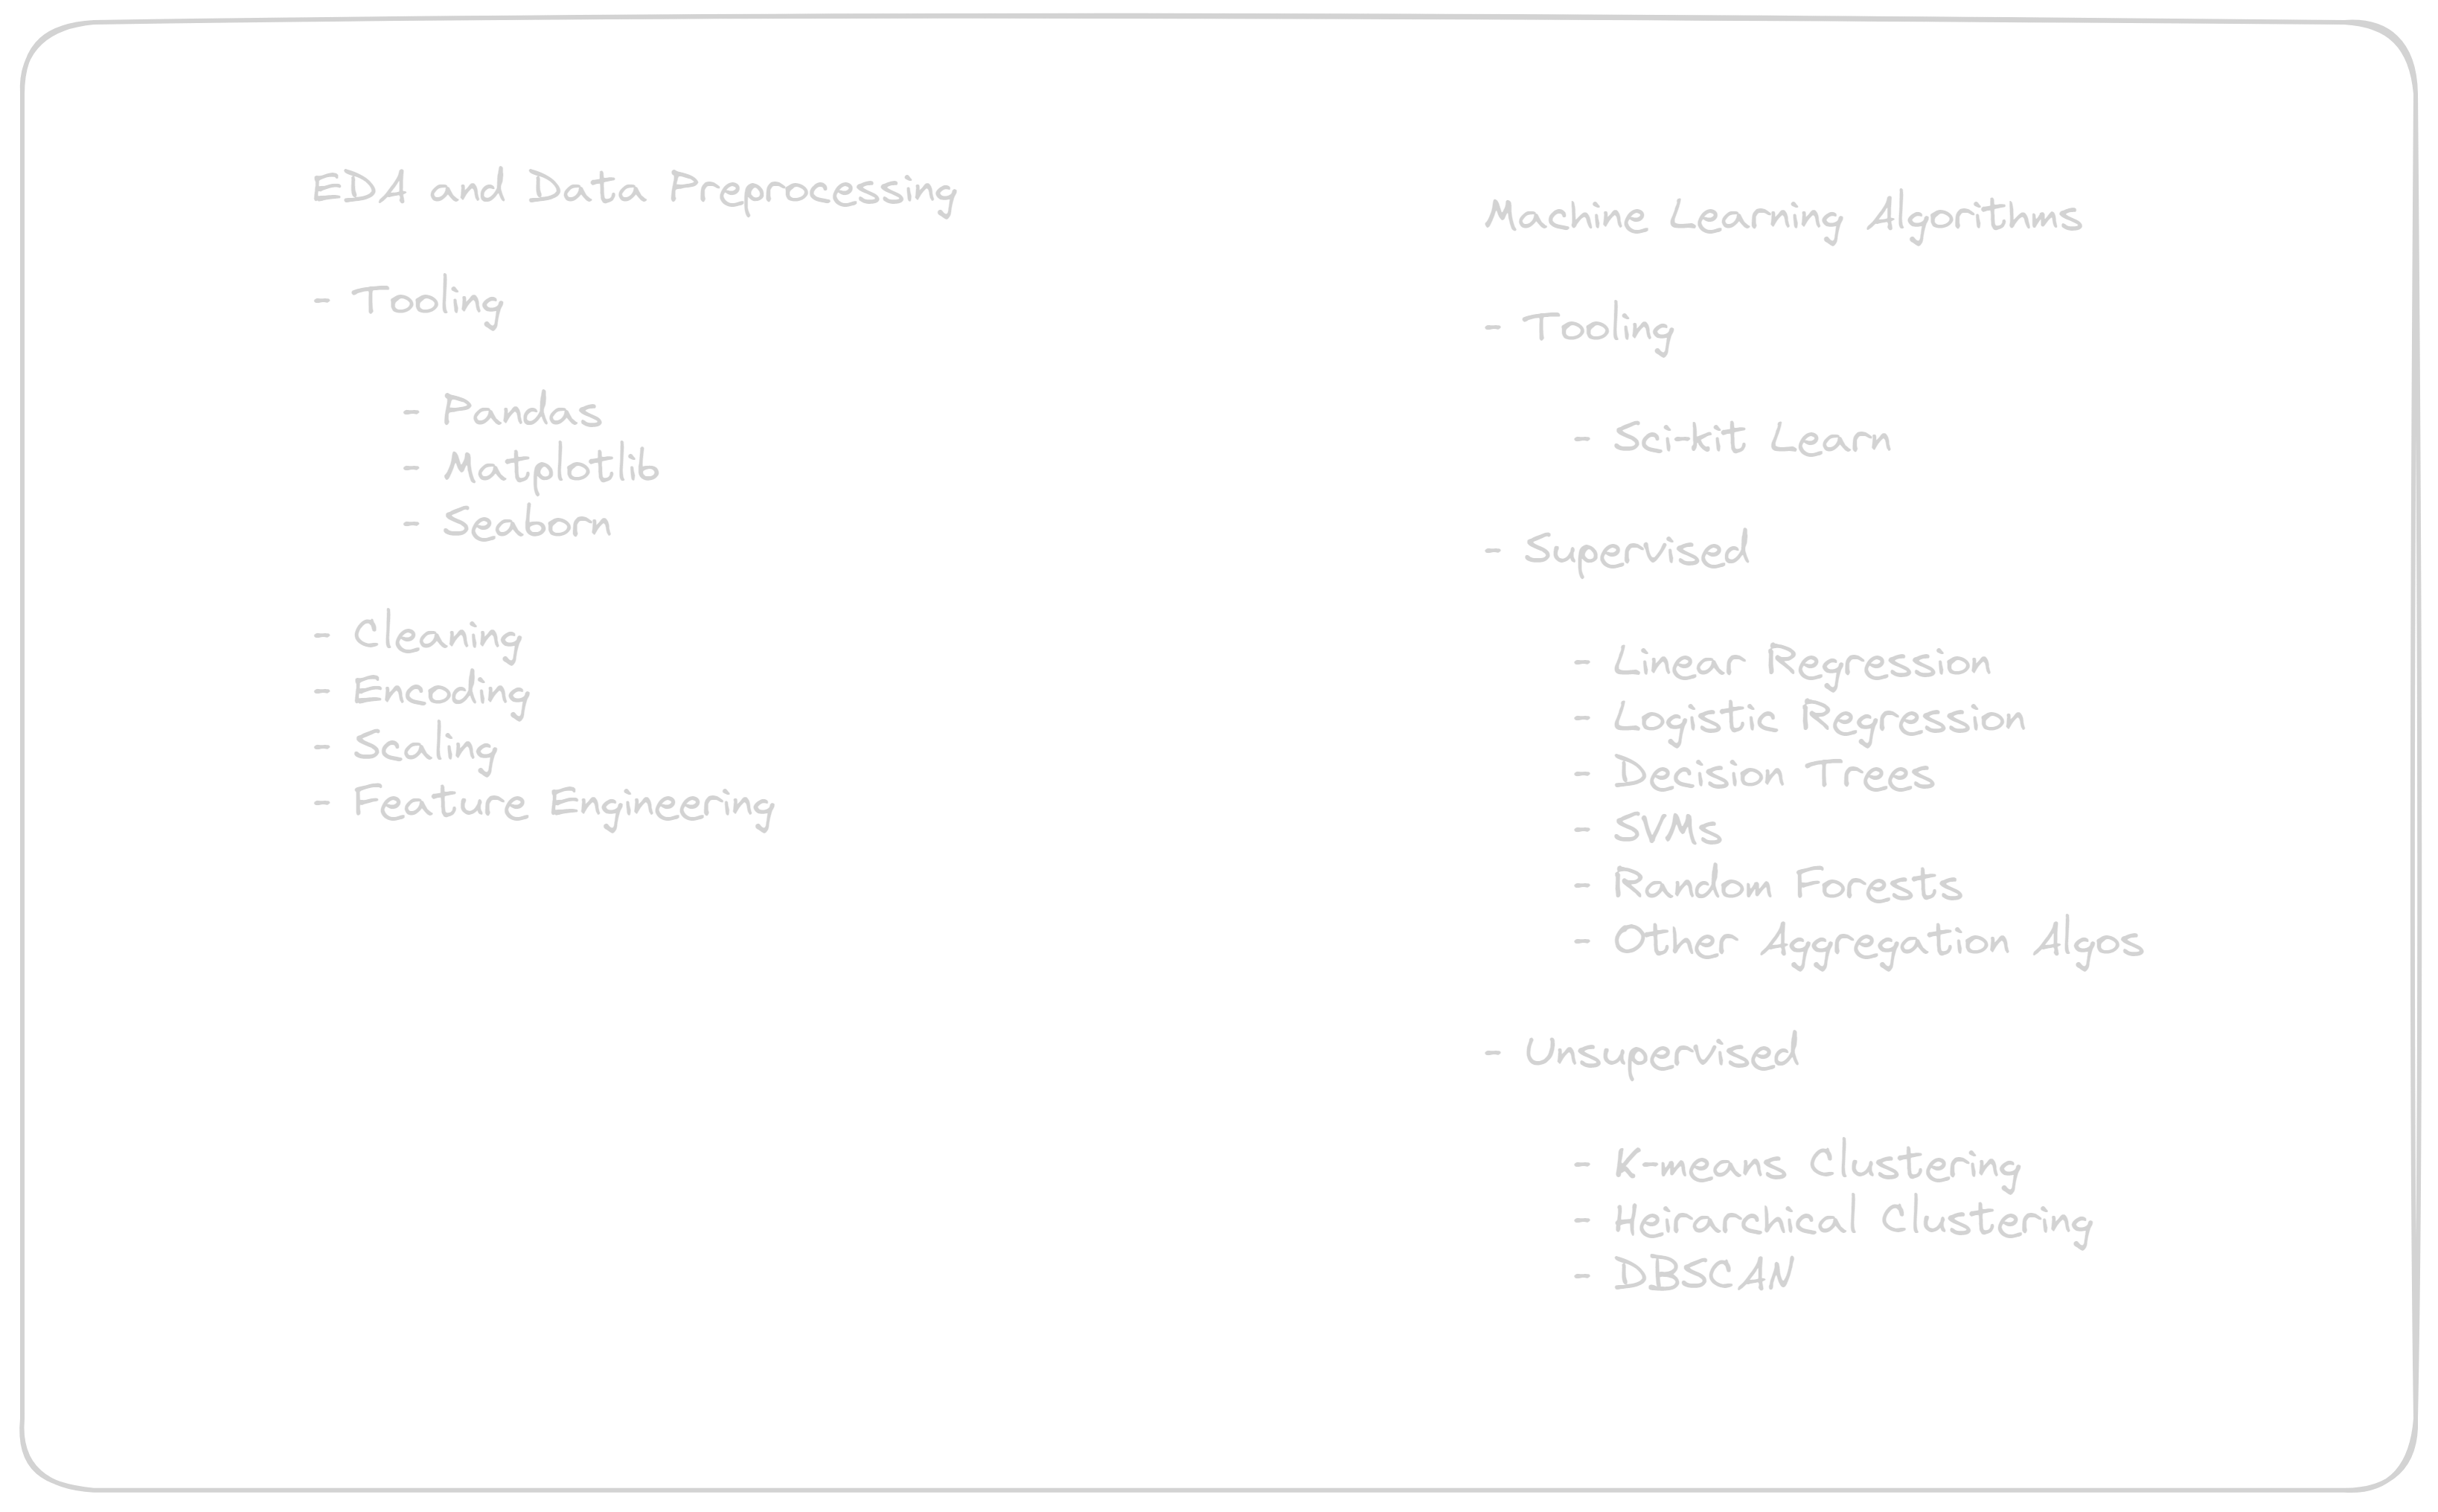 EDA and Data Preprocessing
- Tooling
- Pandas
- Matplotlib
- Seaborn
- Cleaning
- Encoding
- Scaling
- Feature Engineering
Machine Learning Algorithms
- Tooling
- Sci-kit Learn
- Supervised
- Linear Regression
- Logistic Regression
- Decision Trees
- SVMs
- Random Forests
- Other Aggregation Algos
- Unsupervised
- K-means Clustering
- Heirarchical Clustering
- DBSCAN